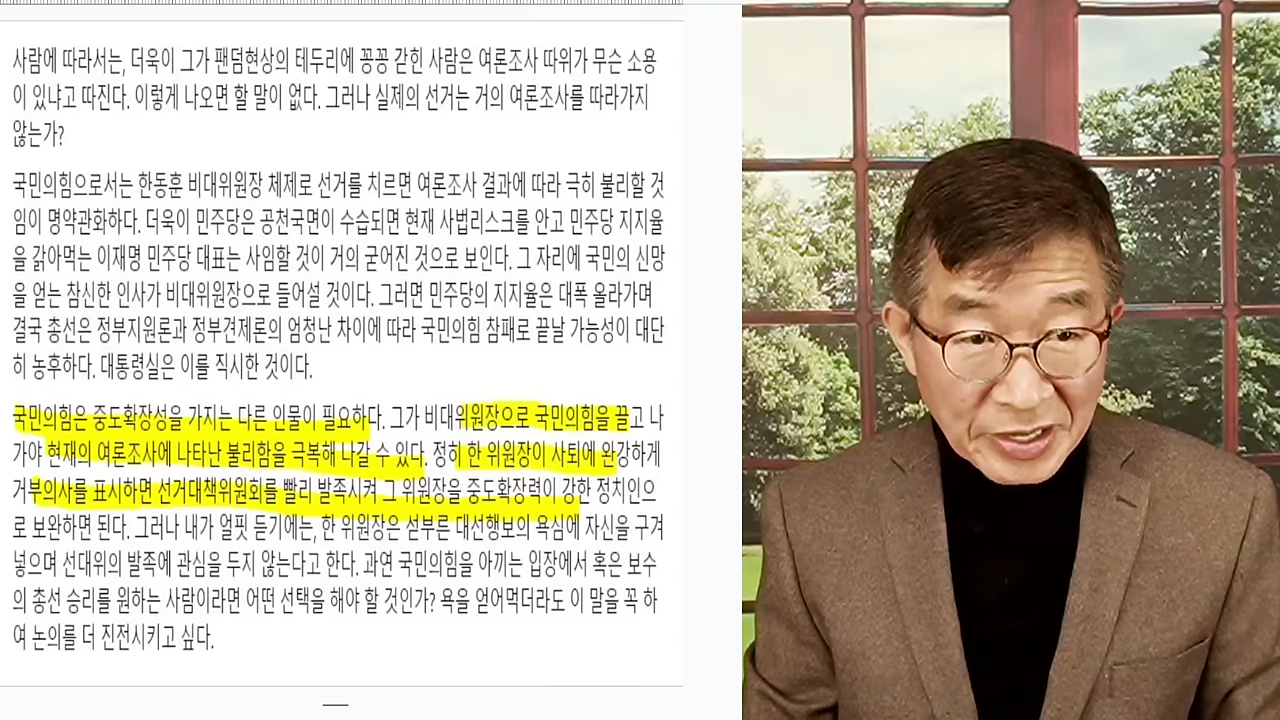 사람에 따라서는, 더욱이 그가 팬덤현상의 테두리에 꽁꽁 갇힌 사람은 여론조사 따위가 무슨 소용
이 있냐고 따진다. 이렇게 나오면 할 말이 없다. 그러나 실제의 선거는 거의 여론조사를 따라가지
않는가?
국민의힘으로서는 한동훈 비대위원장 체제로 선거를 치르면 여론조사 결과에 따라 극히 불리할 것
임이 명약관화하다. 더욱이 민주당은 공천국면이 수습되면 현재 사법리스크를 안고 민주당 지지율
을 갉아먹는 이재명 민주당 대표는 사임할 것이 거의 굳어진 것으로 보인다. 그 자리에 국민의 신망
을 얻는 참신한 인사가 비대위원장으로 들어설 것이다. 그러면 민주당의 지지율은 대폭 올라가며
결국 총선은 정부지원론과 정부견제론의 엄청난 차이에 따라 국민의힘 참패로 끝날 가능성이 대단
히 농후하다. 대통령실은 이를 직시한 것이다.
국민의힘은 중도확장성을 가지는 다른 인물이 필요하다. 그가 비대위원장으로 국민의힘을 끌고 나
가야 현재의 여론조사에 나타난 불리함을 극복해 나갈 수 있다. 정히 한 위원장이 사퇴에 완강하게
거부의사를 표시하면 선거대책위원회를 빨리 발족시켜 그 위원장을 중도확장력이 강한 정치인으
로 보완하면 된다. 그러나 내가 얼핏 듣기에는, 한 위원장은 섣부른 대선행보의 욕심에 자신을 구겨
넣으며 선대위의 발족에 관심을 두지 않는다고 한다. 과연 국민의힘을 아끼는 입장에서 혹은 보수
의 총선 승리를 원하는 사람이라면 어떤 선택을 해야 할 것인가? 욕을 얻어먹더라도 이 말을 꼭 하
여 논의를 더 진전시키고 싶다.